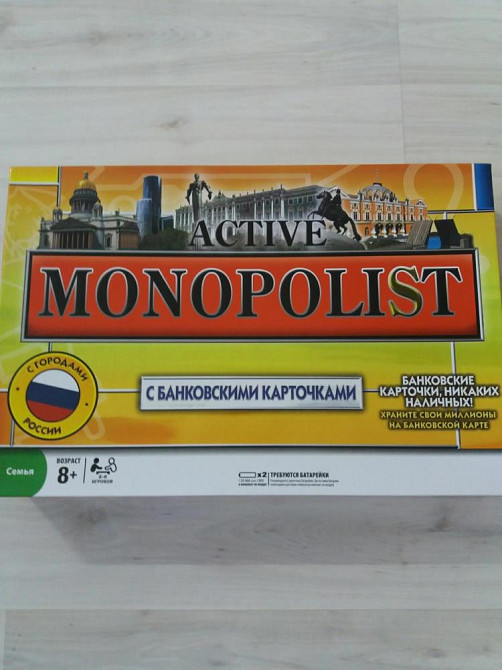 ACTIVE
MONOPOLIST
С ГОРОДАМИ
РОССИИ
С БАНКОВСКИМИ КАРТОЧКАМИ
БАНКОВСКИЕ
КАРТОЧКИ, НИКАКИХ
НАЛИЧНЫХ!
ХРАНИТЕ СВОИ МИЛЛИОНЫ
НА БАНКОВСКОЙ КАРТЕ
Семья
ВОЗРАСТ
8+
ИГРОКОВ
x2
ТРЕБУЮТСЯ БАТАРЕЙКИ